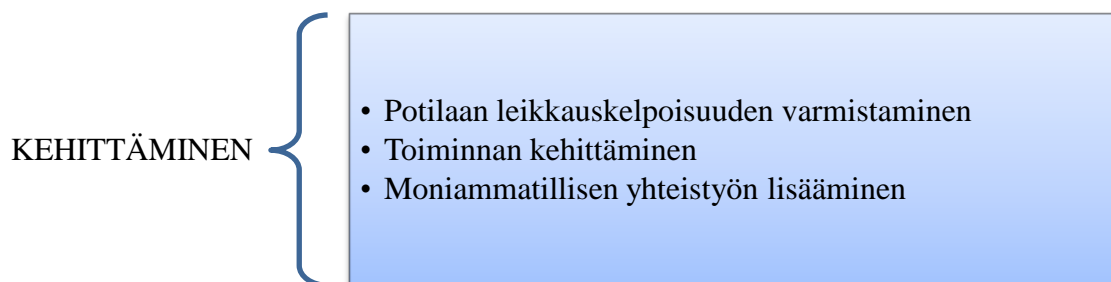 KEHITTÄMINEN
• Potilaan leikkauskelpoisuuden varmistaminen
• Toiminnan kehittäminen
• Moniammatillisen yhteistyön lisääminen